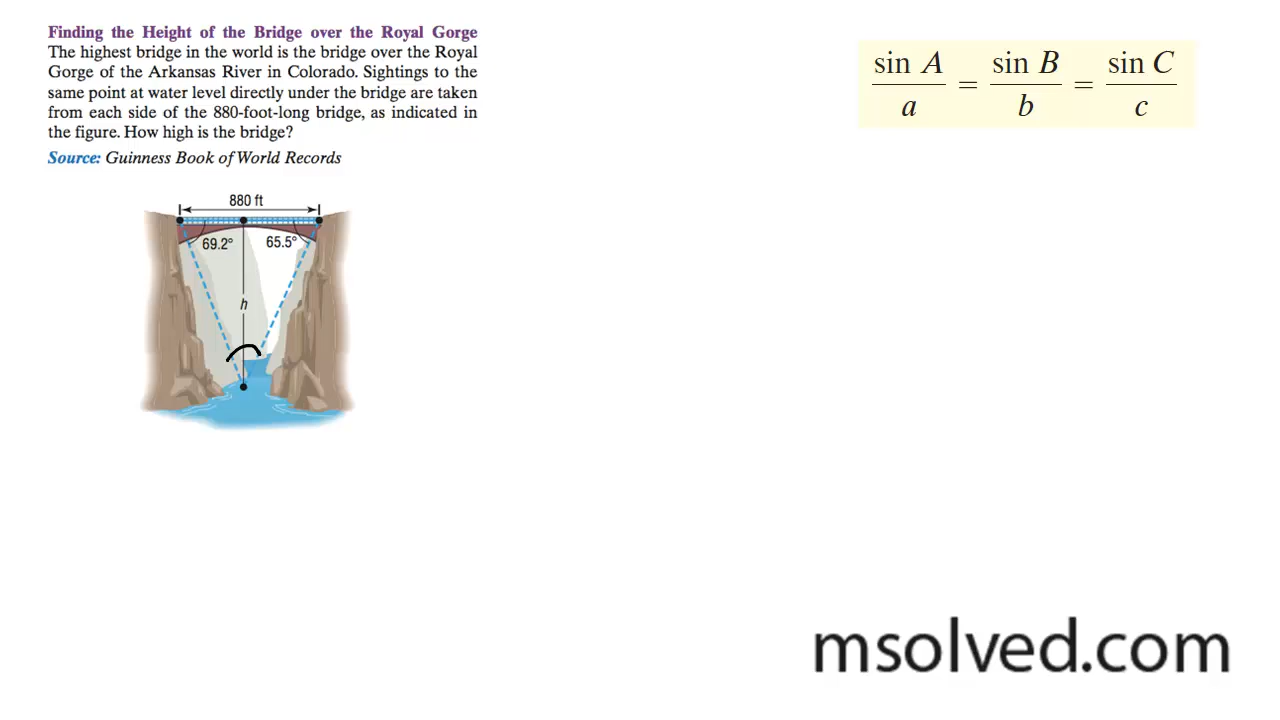 Finding the Height of the Bridge over the Royal Gorge
The highest bridge in the world is the bridge over the Royal
Gorge of the Arkansas River in Colorado. Sightings to the
same point at water level directly under the bridge are taken
from each side of the 880-foot-long bridge, as indicated in
the figure. How high is the bridge?
Source: Guinness Book of World Records
880 ft
69.2° 65.5°
h
sin A / a = sin B / b = sin C / c
msolved.com